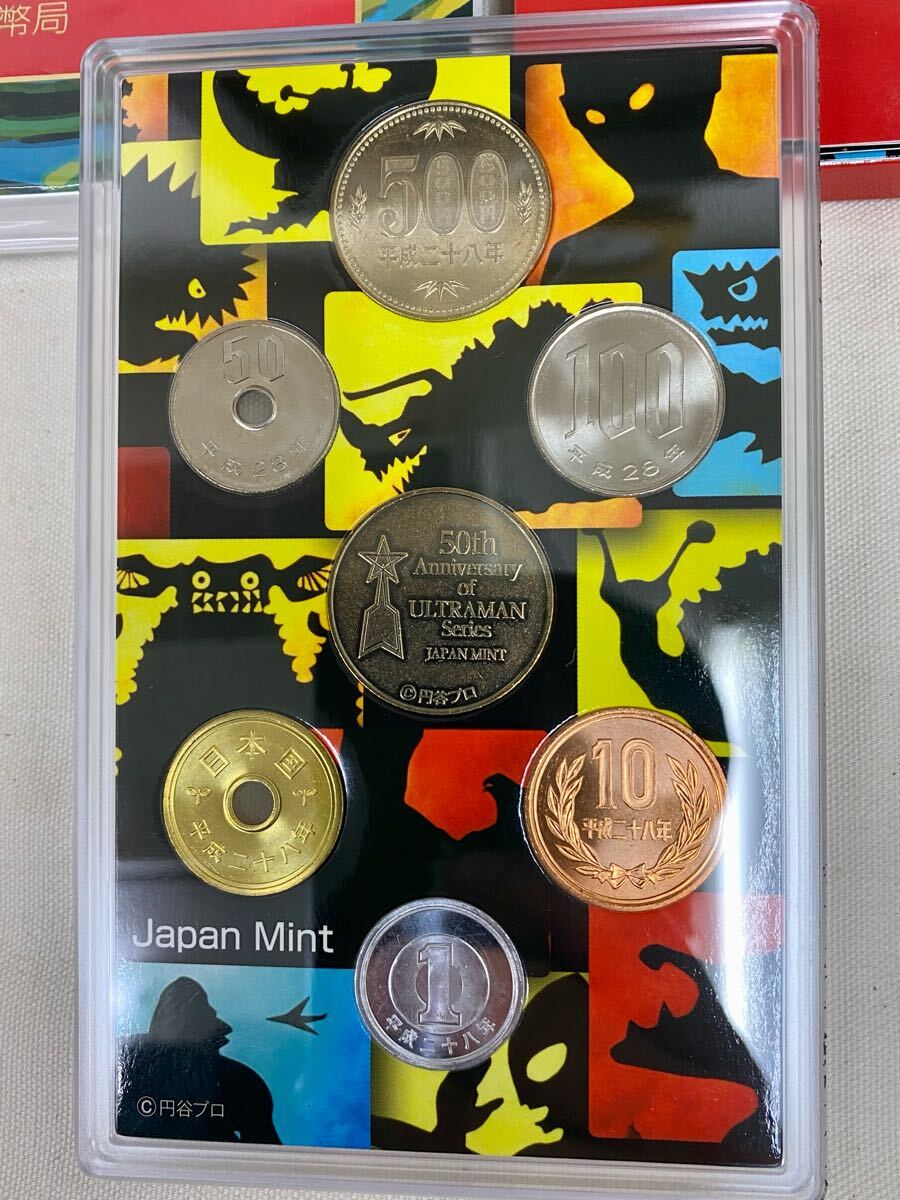 幣局
500
平成二十八年
50
平成28年
100
平成28年
50th
Anniversary
of
ULTRAMAN
Series
JAPAN MINT
©円谷プロ
日本国
平成二十八年
10
平成二十八年
Japan Mint
1
平成二十八年
©円谷プロ